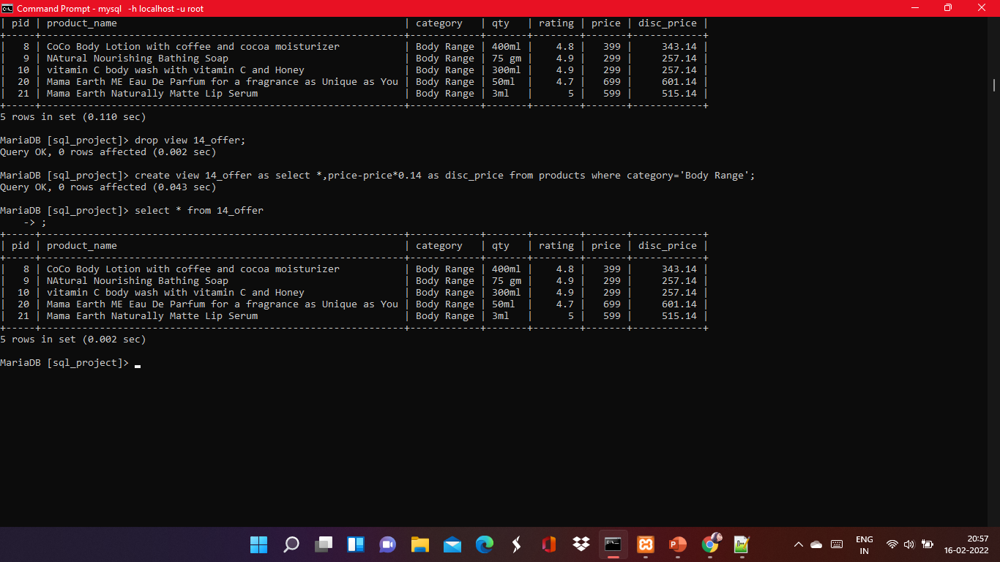 Command Prompt - mysql  -h localhost -u root
| pid | product_name                                                 | category   | qty   | rating | price | disc_price |
+-----+--------------------------------------------------------------+------------+-------+--------+-------+------------+
|   8 | CoCo Body Lotion with coffee and cocoa moisturizer           | Body Range | 400ml |    4.8 |   399 |     343.14 |
|   9 | NAtural Nourishing Bathing Soap                              | Body Range | 75 gm |    4.9 |   299 |     257.14 |
|  10 | vitamin C body wash with vitamin C and Honey                 | Body Range | 300ml |    4.9 |   299 |     257.14 |
|  20 | Mama Earth ME Eau De Parfum for a fragrance as Unique as You | Body Range | 50ml  |    4.7 |   699 |     601.14 |
|  21 | Mama Earth Naturally Matte Lip Serum                         | Body Range | 3ml   |      5 |   599 |     515.14 |
+-----+--------------------------------------------------------------+------------+-------+--------+-------+------------+
5 rows in set (0.110 sec)
MariaDB [sql_project]> drop view 14_offer;
Query OK, 0 rows affected (0.002 sec)
MariaDB [sql_project]> create view 14_offer as select *,price-price*0.14 as disc_price from products where category='Body Range';
Query OK, 0 rows affected (0.043 sec)
MariaDB [sql_project]> select * from 14_offer
    -> ;
+-----+--------------------------------------------------------------+------------+-------+--------+-------+------------+
| pid | product_name                                                 | category   | qty   | rating | price | disc_price |
+-----+--------------------------------------------------------------+------------+-------+--------+-------+------------+
|   8 | CoCo Body Lotion with coffee and cocoa moisturizer           | Body Range | 400ml |    4.8 |   399 |     343.14 |
|   9 | NAtural Nourishing Bathing Soap                              | Body Range | 75 gm |    4.9 |   299 |     257.14 |
|  10 | vitamin C body wash with vitamin C and Honey                 | Body Range | 300ml |    4.9 |   299 |     257.14 |
|  20 | Mama Earth ME Eau De Parfum for a fragrance as Unique as You | Body Range | 50ml  |    4.7 |   699 |     601.14 |
|  21 | Mama Earth Naturally Matte Lip Serum                         | Body Range | 3ml   |      5 |   599 |     515.14 |
+-----+--------------------------------------------------------------+------------+-------+--------+-------+------------+
5 rows in set (0.002 sec)
MariaDB [sql_project]>
ENG
IN
20:57
16-02-2022